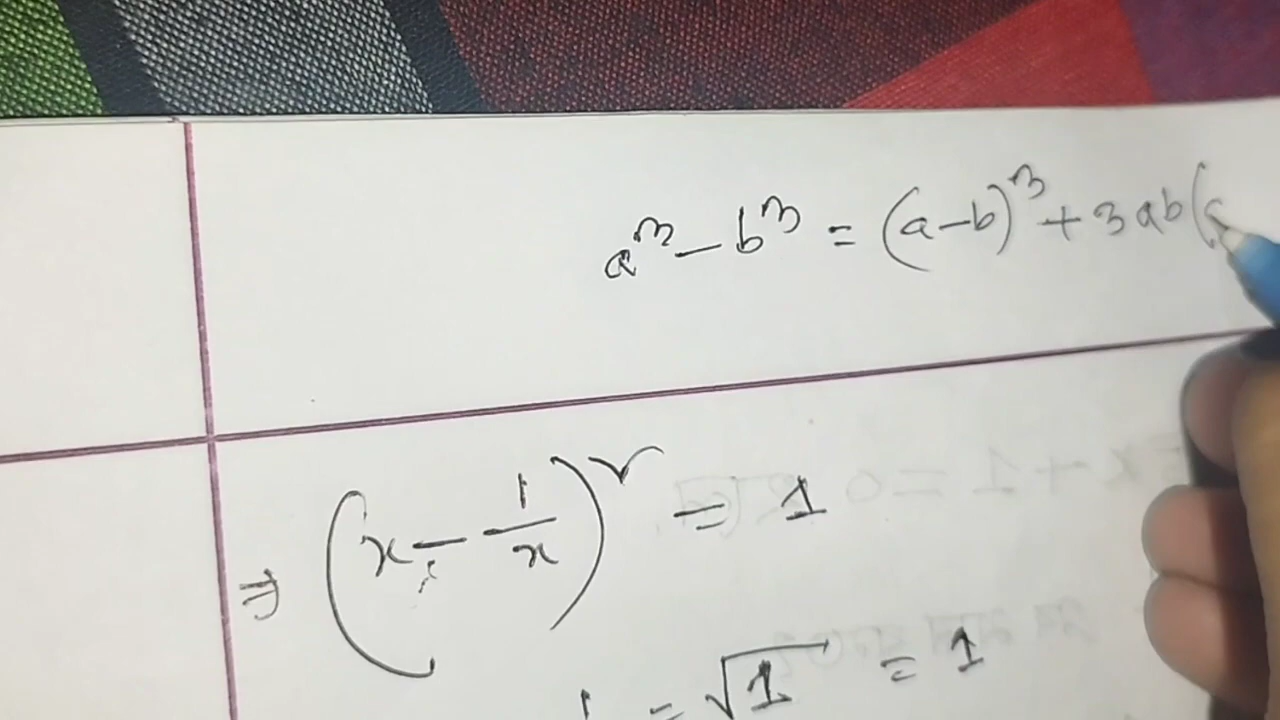 a³ - b³ = (a-b)³ + 3ab(
⇒ (x - 1/x)² = 1
= √1 = 1